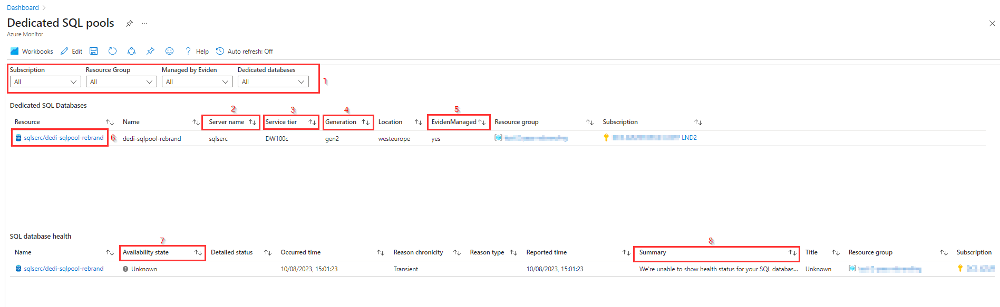 Dashboard
Dedicated SQL pools
Azure Monitor
Workbooks Edit Help Auto refresh: Off
Subscription Resource Group Managed by Eviden Dedicated databases
All All All All 1
Dedicated SQL Databases
2 3 4 5
Resource Name Server name Service tier Generation Location EvidenManaged Resource group Subscription
sqlserc/dedi-sqlpool-rebrand 6 dedi-sqlpool-rebrand sqlserc DW100c gen2 westeurope yes LND2
SQL database health
7 8
Name Availability state Detailed status Occurred time Reason chronicity Reason type Reported time Summary Title Resource group Subscription
sqlserc/dedi-sqlpool-rebrand Unknown 10/08/2023, 15:01:23 Transient 10/08/2023, 15:01:23 We're unable to show health status for your SQL databas... Unknown